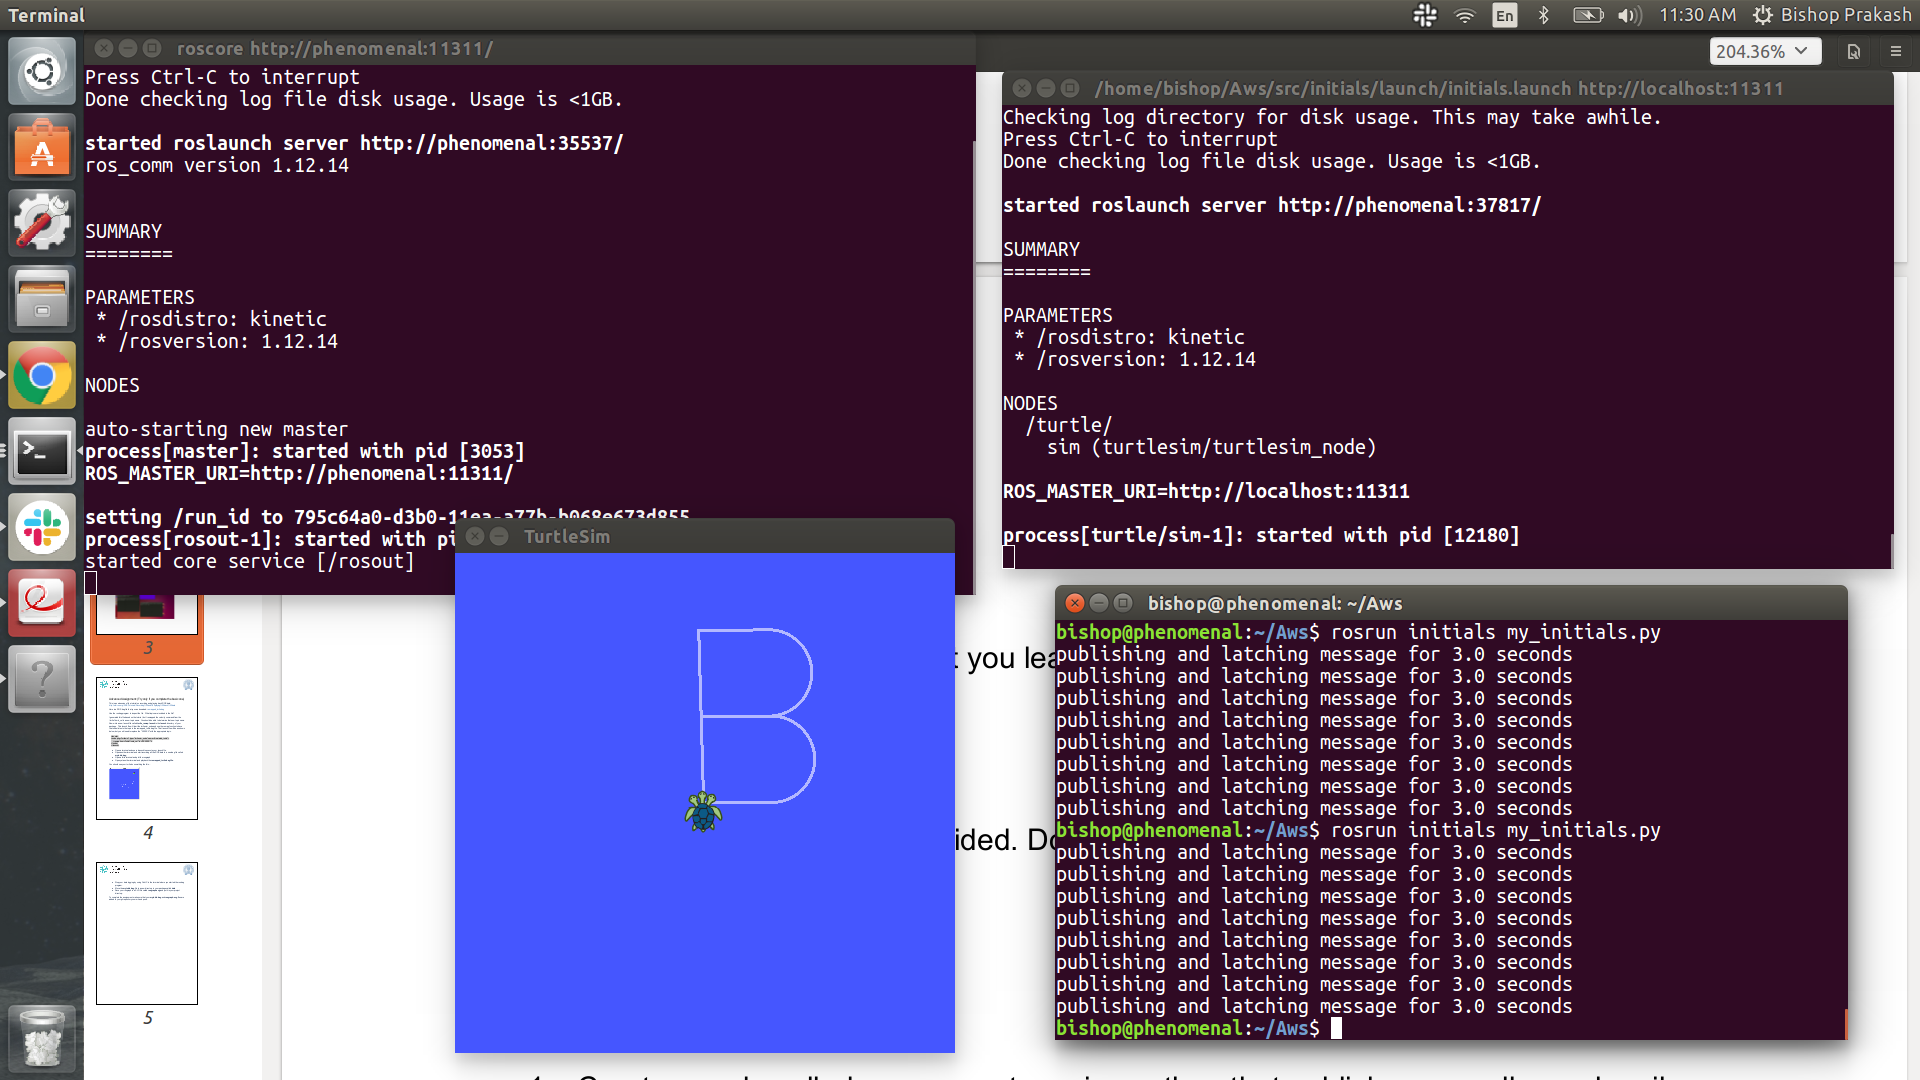 Terminal
En
11:30 AM
Bishop Prakash
roscore http://phenomenal:11311/
Press Ctrl-C to interrupt
Done checking log file disk usage. Usage is <1GB.
started roslaunch server http://phenomenal:35537/
ros_comm version 1.12.14
SUMMARY
========
PARAMETERS
* /rosdistro: kinetic
* /rosversion: 1.12.14
NODES
auto-starting new master
process[master]: started with pid [3053]
ROS_MASTER_URI=http://phenomenal:11311/
setting /run_id to 795c64a0-d3b0-11ea-a77b-b068e673d855
process[rosout-1]: started with pi
started core service [/rosout]
204.36%
/home/bishop/Aws/src/initials/launch/initials.launch http://localhost:11311
Checking log directory for disk usage. This may take awhile.
Press Ctrl-C to interrupt
Done checking log file disk usage. Usage is <1GB.
started roslaunch server http://phenomenal:37817/
SUMMARY
========
PARAMETERS
* /rosdistro: kinetic
* /rosversion: 1.12.14
NODES
/turtle/
sim (turtlesim/turtlesim_node)
ROS_MASTER_URI=http://localhost:11311
process[turtle/sim-1]: started with pid [12180]
TurtleSim
B
bishop@phenomenal: ~/Aws
bishop@phenomenal:~/Aws$ rosrun initials my_initials.py
publishing and latching message for 3.0 seconds
publishing and latching message for 3.0 seconds
publishing and latching message for 3.0 seconds
publishing and latching message for 3.0 seconds
publishing and latching message for 3.0 seconds
publishing and latching message for 3.0 seconds
publishing and latching message for 3.0 seconds
publishing and latching message for 3.0 seconds
bishop@phenomenal:~/Aws$ rosrun initials my_initials.py
publishing and latching message for 3.0 seconds
publishing and latching message for 3.0 seconds
publishing and latching message for 3.0 seconds
publishing and latching message for 3.0 seconds
publishing and latching message for 3.0 seconds
publishing and latching message for 3.0 seconds
publishing and latching message for 3.0 seconds
publishing and latching message for 3.0 seconds
bishop@phenomenal:~/Aws$
t you lea
ided. Do
3
4
5